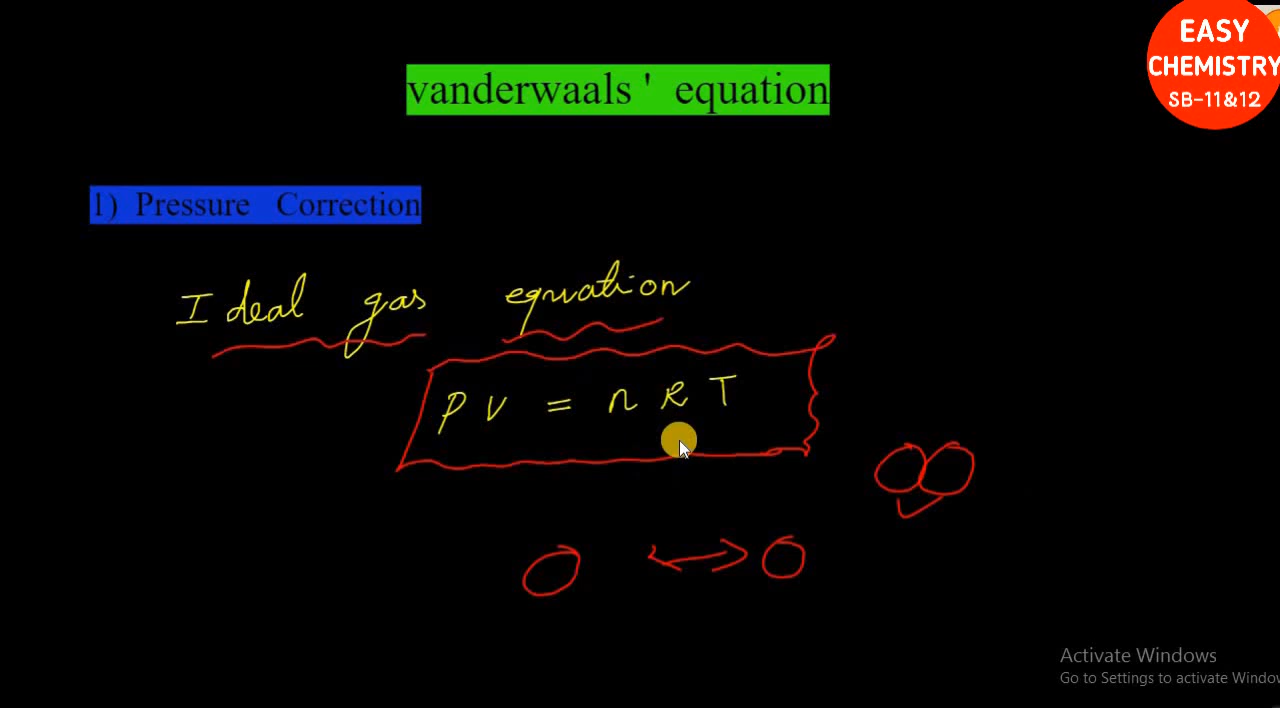 EASY
CHEMISTRY
SB-11&12
vanderwaals ' equation
1) Pressure Correction
Ideal gas equation
PV = nRT
Activate Windows
Go to Settings to activate Windo